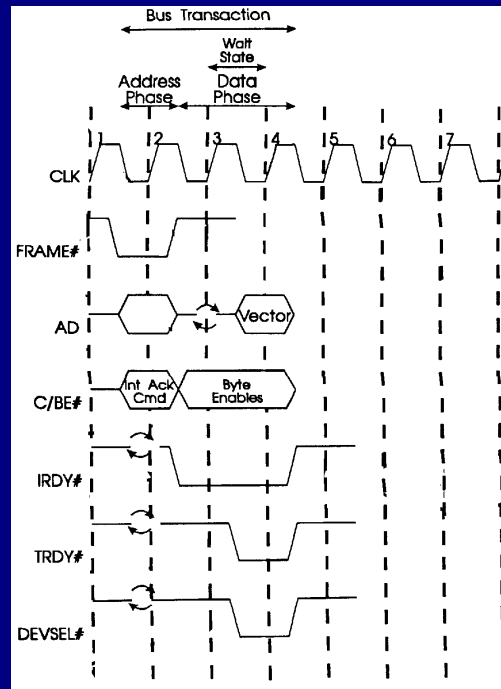 Bus Transaction
Wait
State
Address
Phase
Data
Phase
1 2 3 4 5 6 7
CLK
FRAME#
AD
Vector
C/BE#
Int Ack
Cmd
Byte
Enables
IRDY#
TRDY#
DEVSEL#